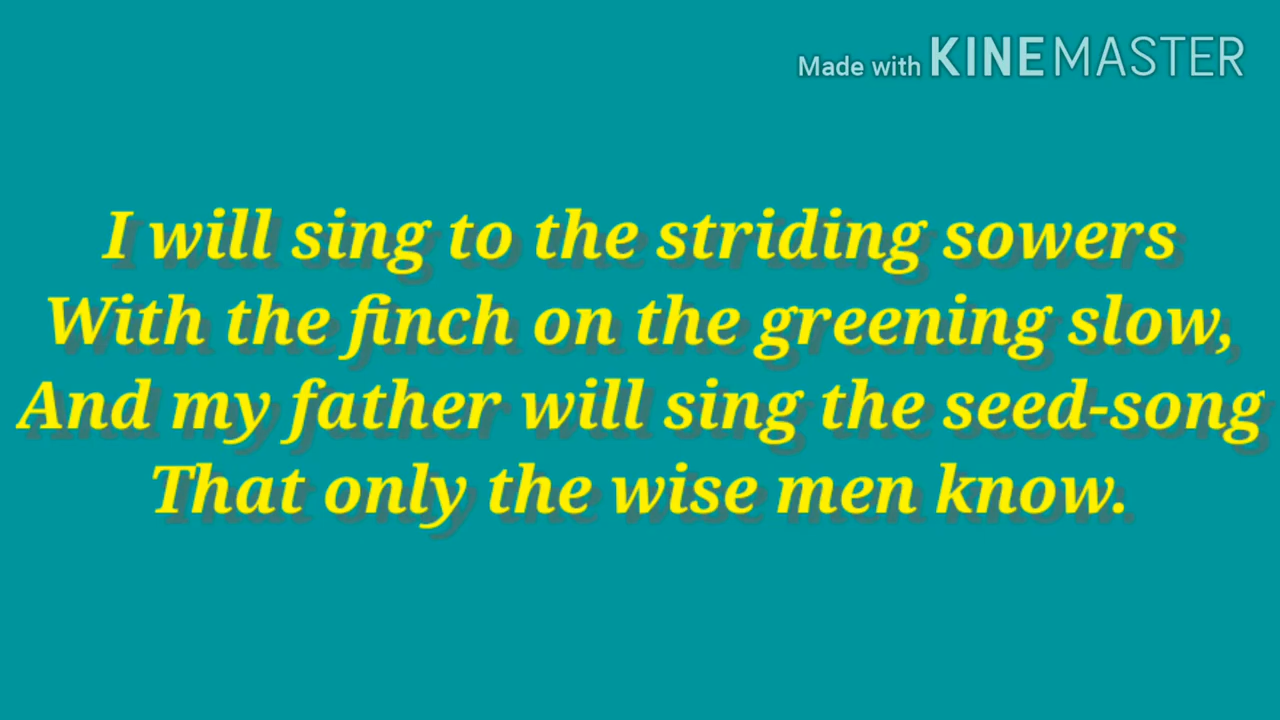 Made with KINEMASTER
I will sing to the striding sowers
With the finch on the greening slow,
And my father will sing the seed-song
That only the wise men know.